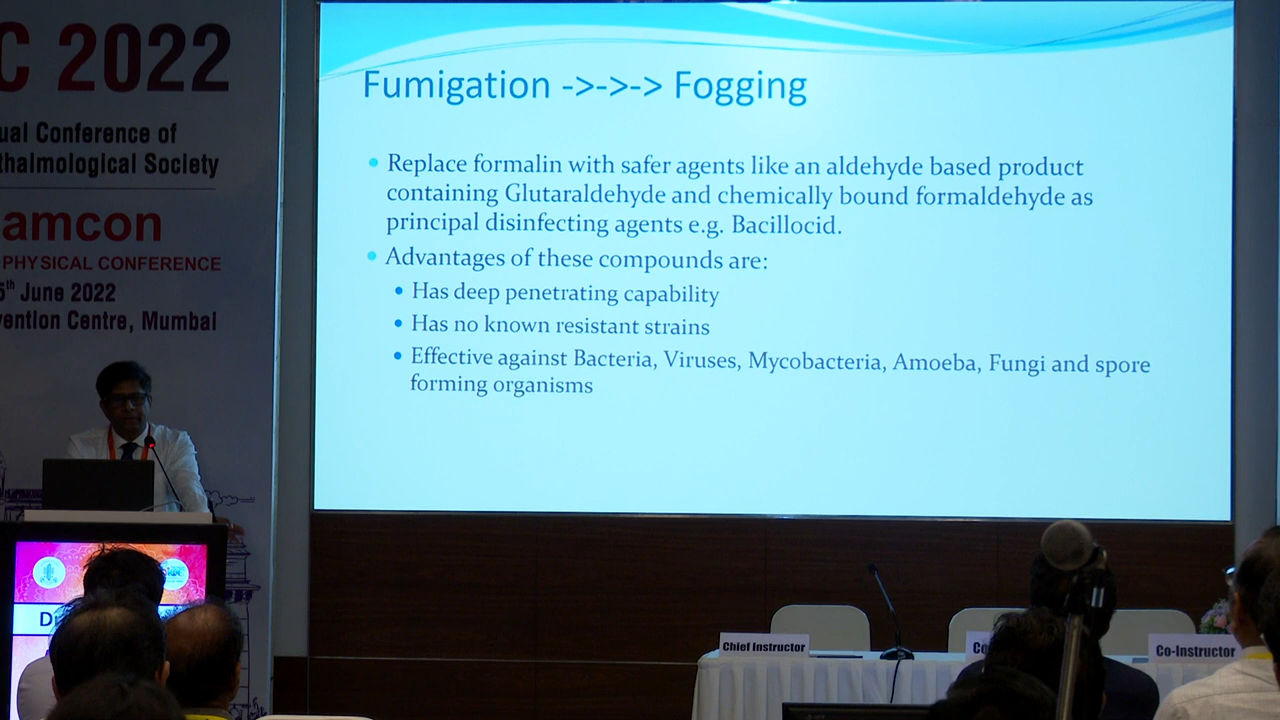 C 2022
ual Conference of
thalmological Society
amcon
PHYSICAL CONFERENCE
5th June 2022
vention Centre, Mumbai
Fumigation ->->-> Fogging
Replace formalin with safer agents like an aldehyde based product
containing Glutaraldehyde and chemically bound formaldehyde as
principal disinfecting agents e.g. Bacillocid.
Advantages of these compounds are:
Has deep penetrating capability
Has no known resistant strains
Effective against Bacteria, Viruses, Mycobacteria, Amoeba, Fungi and spore
forming organisms
D
Chief Instructor
Co
Co-Instructor